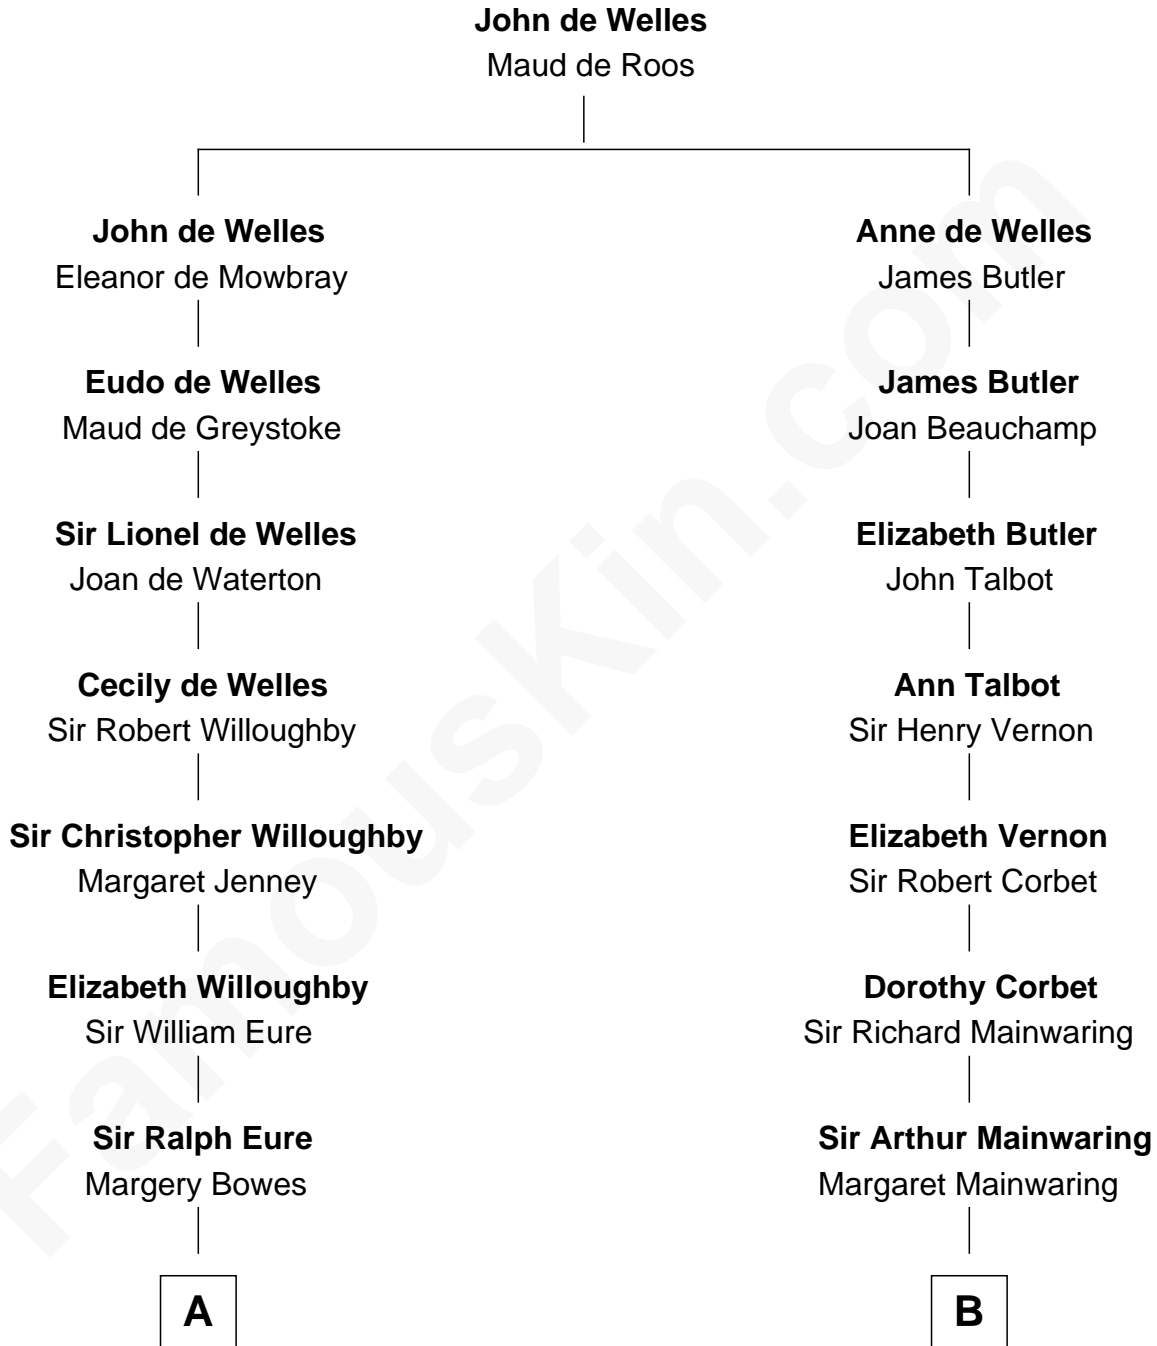 John de Welles
Maud de Roos
John de Welles
Eleanor de Mowbray
Eudo de Welles
Maud de Greystoke
Sir Lionel de Welles
Joan de Waterton
Cecily de Welles
Sir Robert Willoughby
Sir Christopher Willoughby
Margaret Jenney
Elizabeth Willoughby
Sir William Eure
Sir Ralph Eure
Margery Bowes
A
Anne de Welles
James Butler
James Butler
Joan Beauchamp
Elizabeth Butler
John Talbot
Ann Talbot
Sir Henry Vernon
Elizabeth Vernon
Sir Robert Corbet
Dorothy Corbet
Sir Richard Mainwaring
Sir Arthur Mainwaring
Margaret Mainwaring
B
FamousKin.com